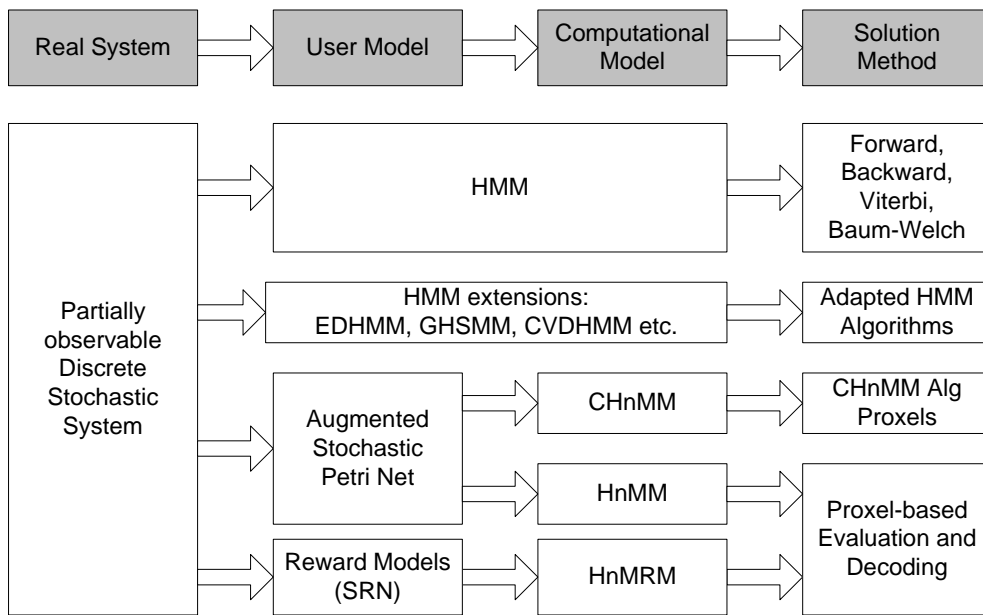 Real System
User Model
Computational
Model
Solution
Method
Partially
observable
Discrete
Stochastic
System
HMM
Forward,
Backward,
Viterbi,
Baum-Welch
HMM extensions:
EDHMM, GHSMM, CVDHMM etc.
Adapted HMM
Algorithms
Augmented
Stochastic
Petri Net
CHnMM
CHnMM Alg
Proxels
HnMM
Proxel-based
Evaluation and
Decoding
Reward Models
(SRN)
HnMRM